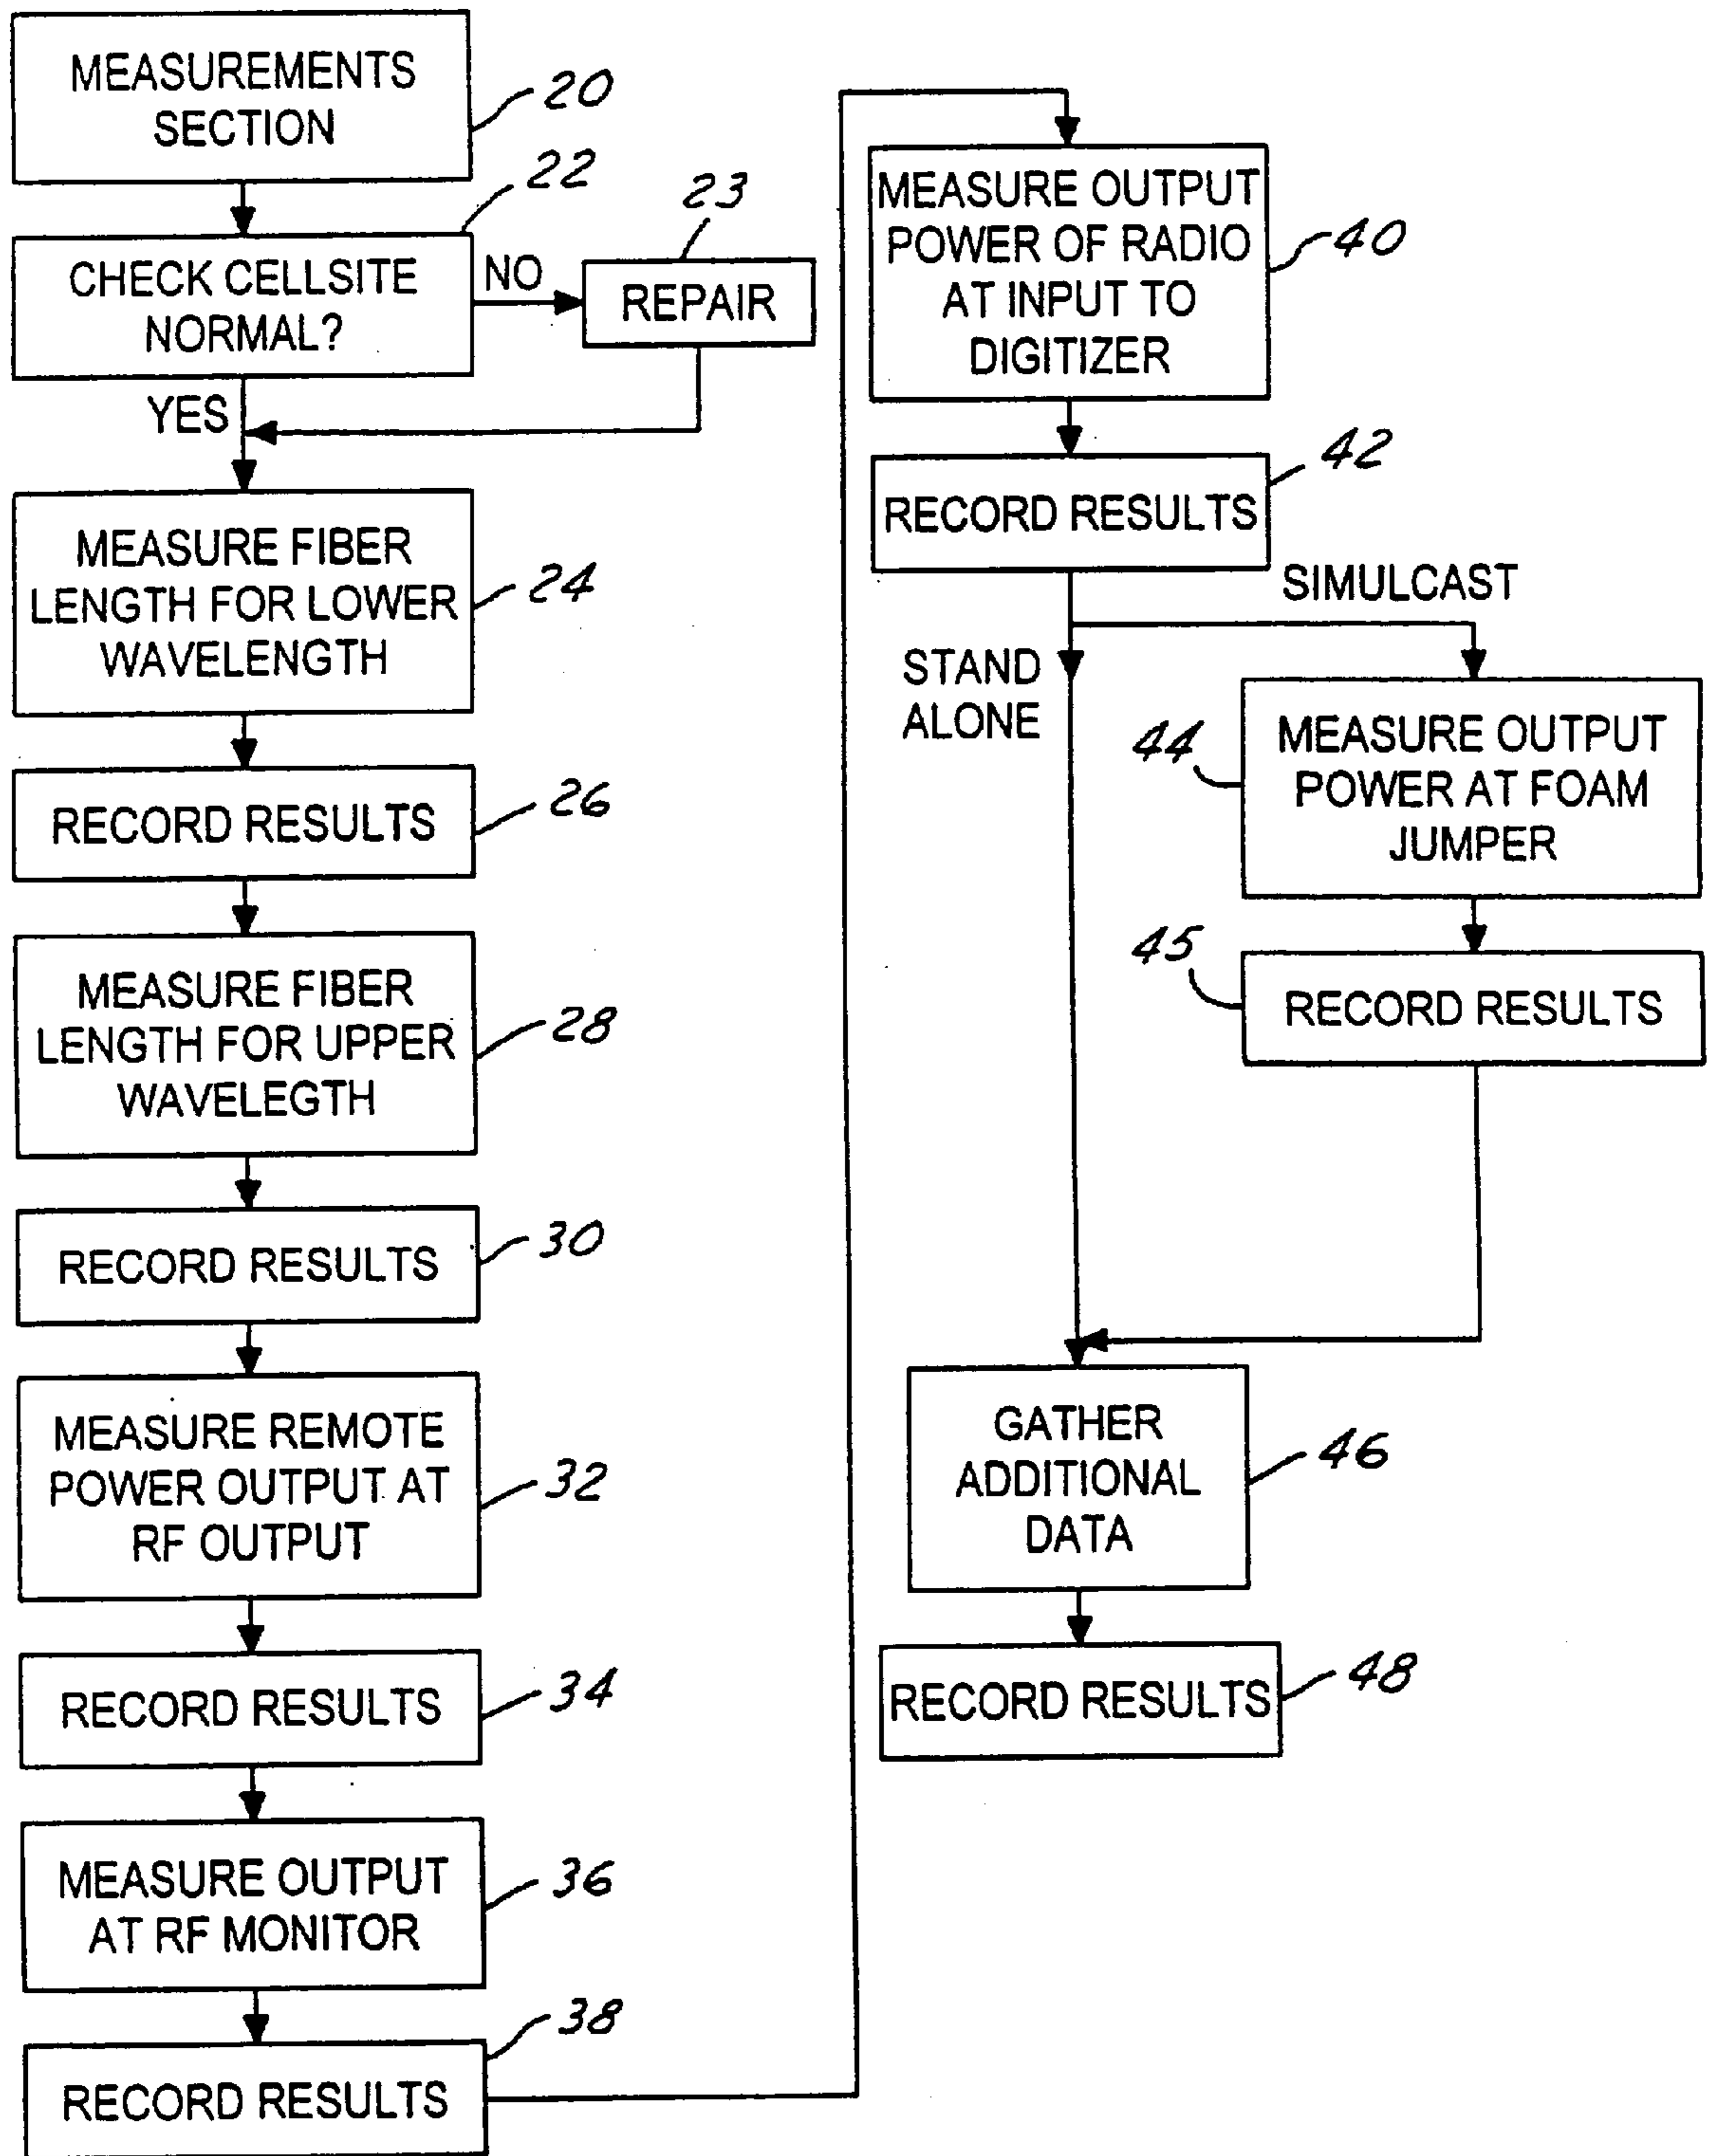 MEASUREMENTS
SECTION
20
22
CHECK CELLSITE
NORMAL?
NO
23
REPAIR
YES
MEASURE FIBER
LENGTH FOR LOWER
WAVELENGTH
24
RECORD RESULTS
26
MEASURE FIBER
LENGTH FOR UPPER
WAVELEGTH
28
RECORD RESULTS
30
MEASURE REMOTE
POWER OUTPUT AT
RF OUTPUT
32
RECORD RESULTS
34
MEASURE OUTPUT
AT RF MONITOR
36
38
RECORD RESULTS
MEASURE OUTPUT
POWER OF RADIO
AT INPUT TO
DIGITIZER
40
42
RECORD RESULTS
SIMULCAST
STAND
ALONE
44
MEASURE OUTPUT
POWER AT FOAM
JUMPER
45
RECORD RESULTS
GATHER
ADDITIONAL
DATA
46
RECORD RESULTS
48